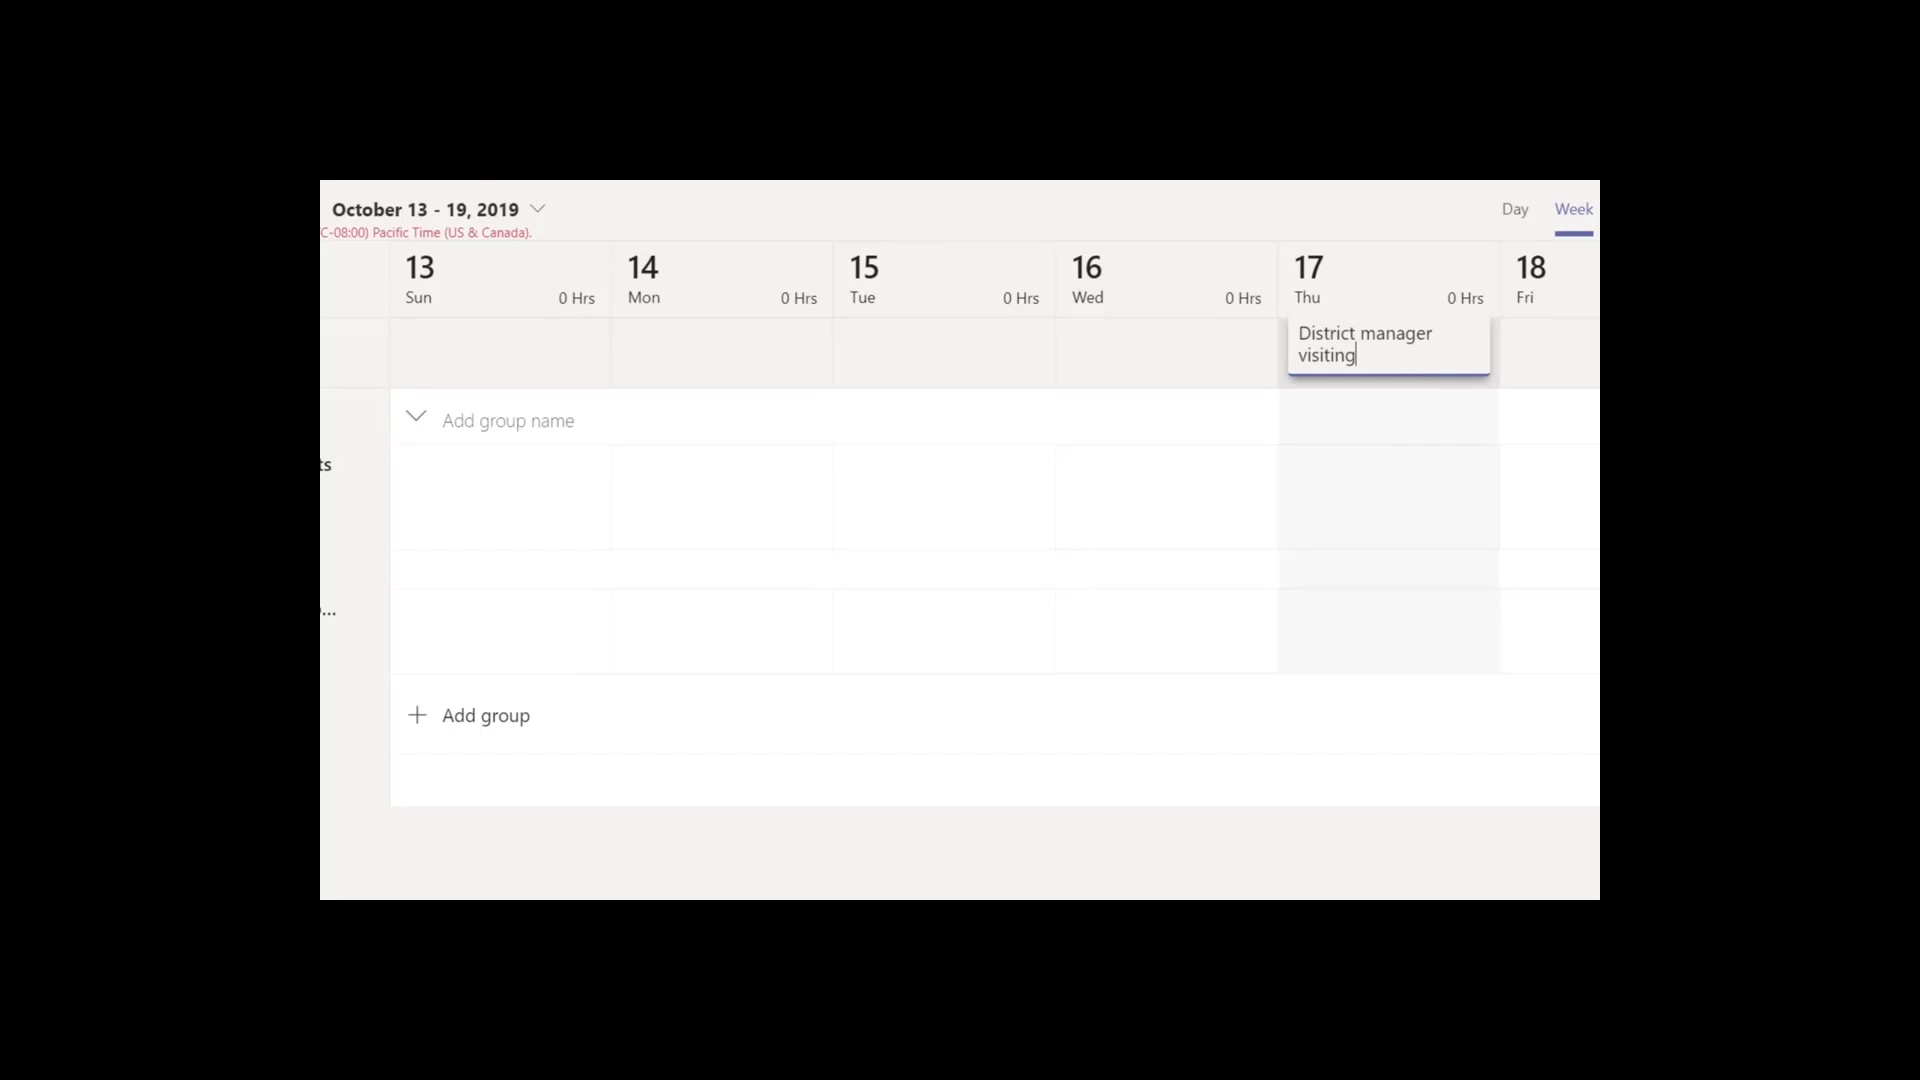 October 13 - 19, 2019
C-08:00) Pacific Time (US & Canada).
Day
Week
13
Sun
0 Hrs
14
Mon
0 Hrs
15
Tue
0 Hrs
16
Wed
0 Hrs
17
Thu
0 Hrs
18
Fri
District manager
visiting
Add group name
ts
...
Add group